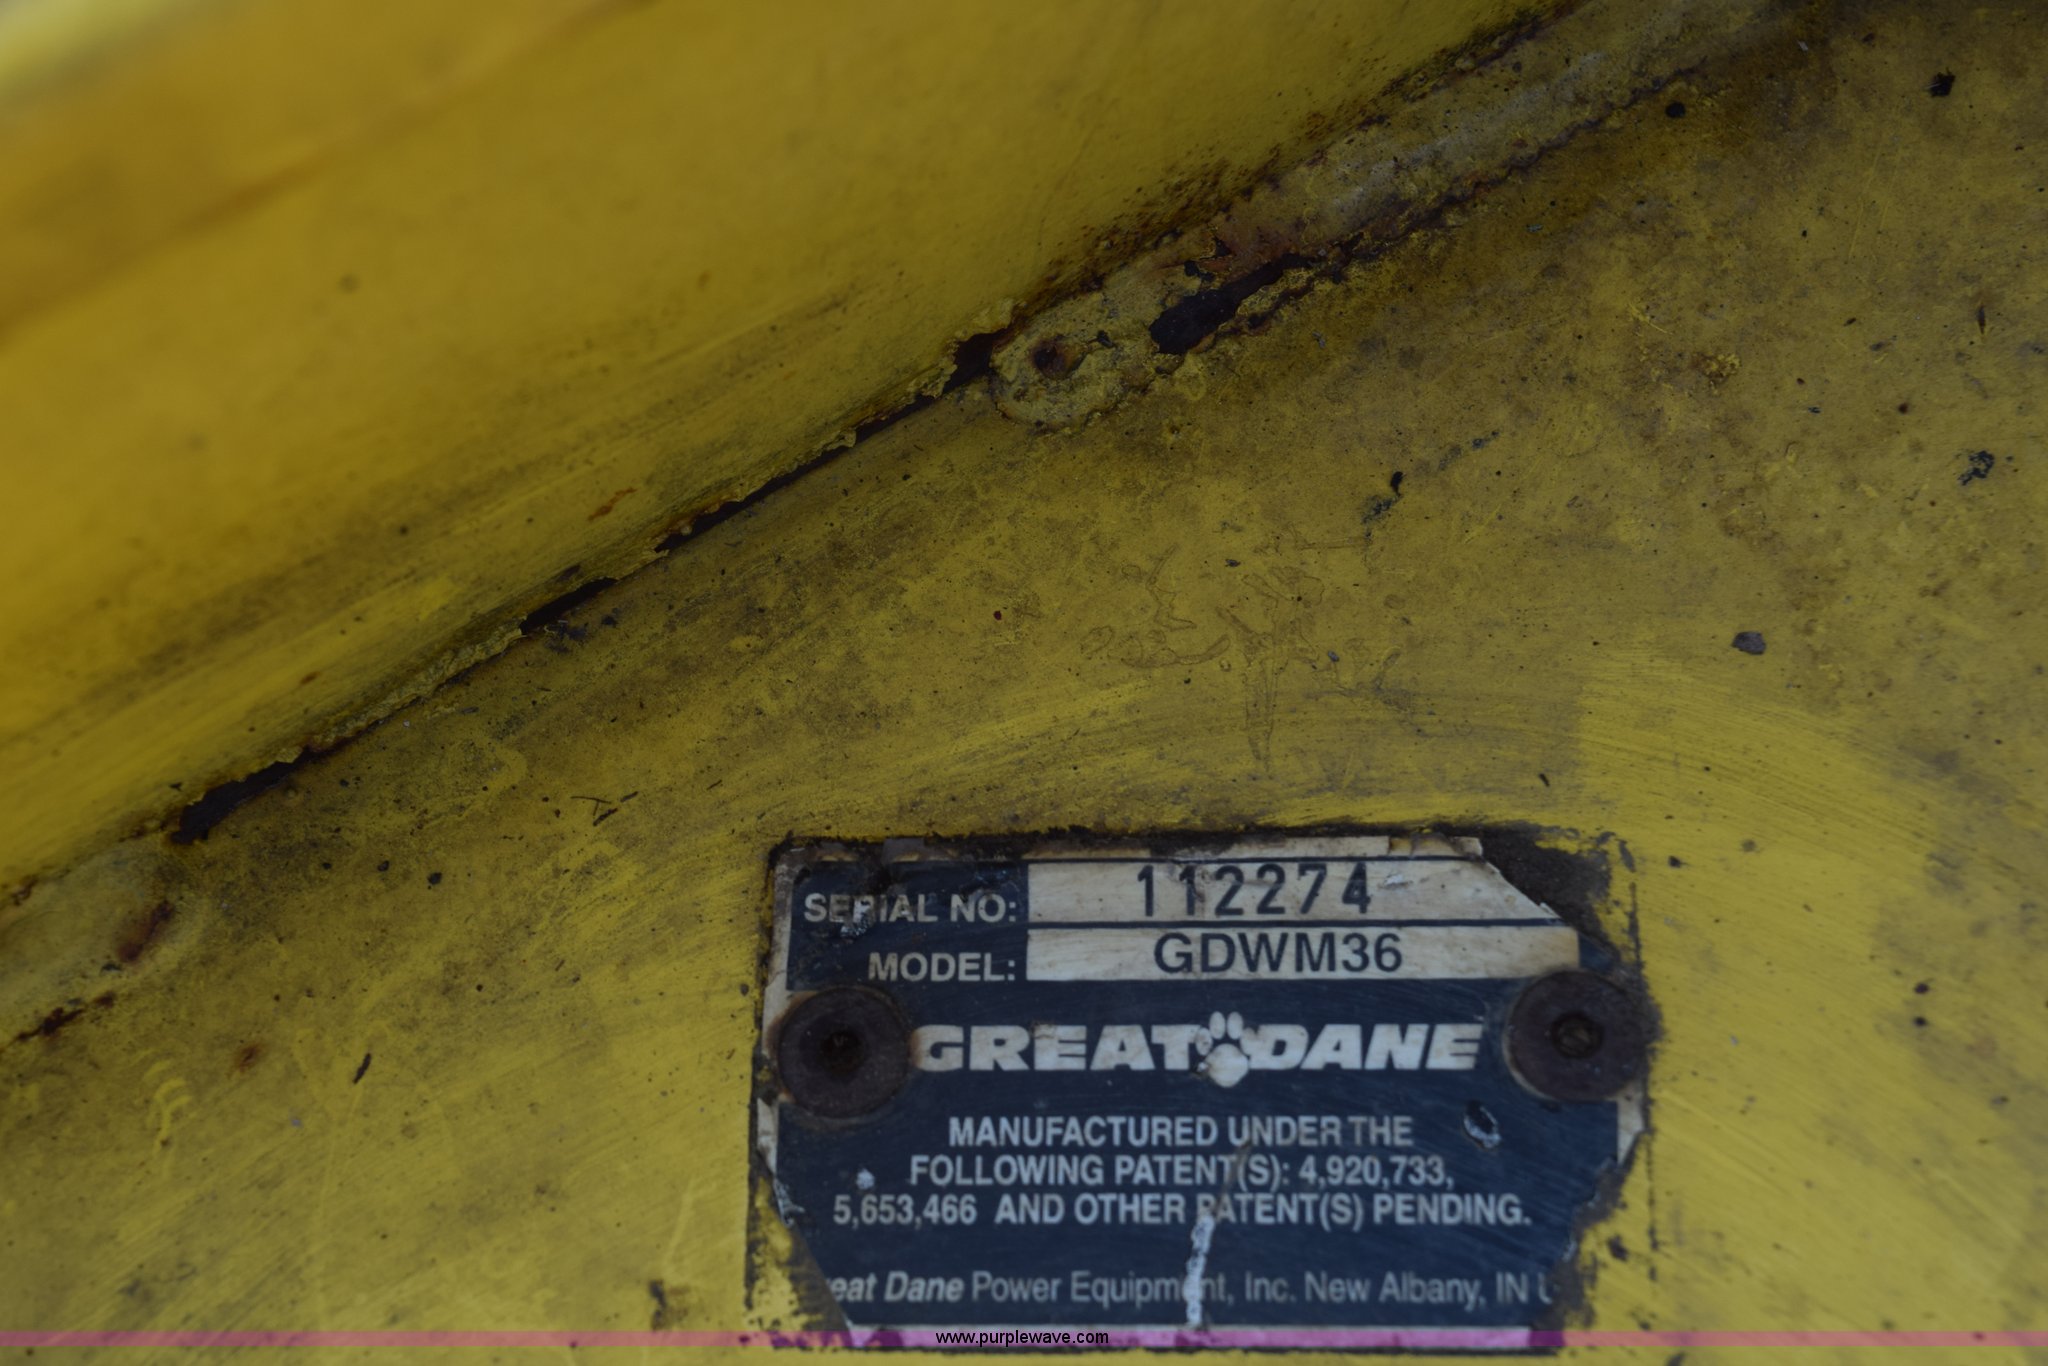 SERIAL NO: 112274
MODEL: GDWM36
GREAT DANE
MANUFACTURED UNDER THE
FOLLOWING PATENT(S): 4,920,733,
5,653,466 AND OTHER PATENT(S) PENDING.
Dane Power Equipment, Inc. New Albany, IN
www.purplewave.com